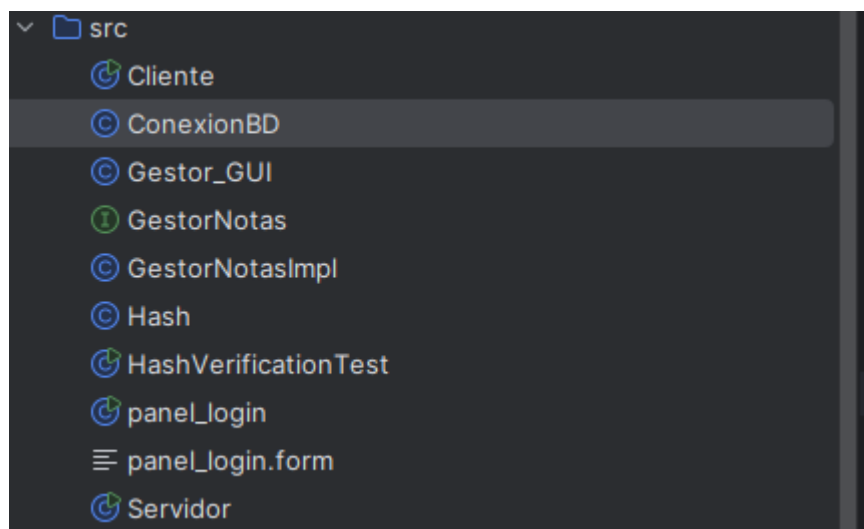 src
Cliente
ConexionBD
Gestor_GUI
GestorNotas
GestorNotasImpl
Hash
HashVerificationTest
panel_login
panel_login.form
Servidor